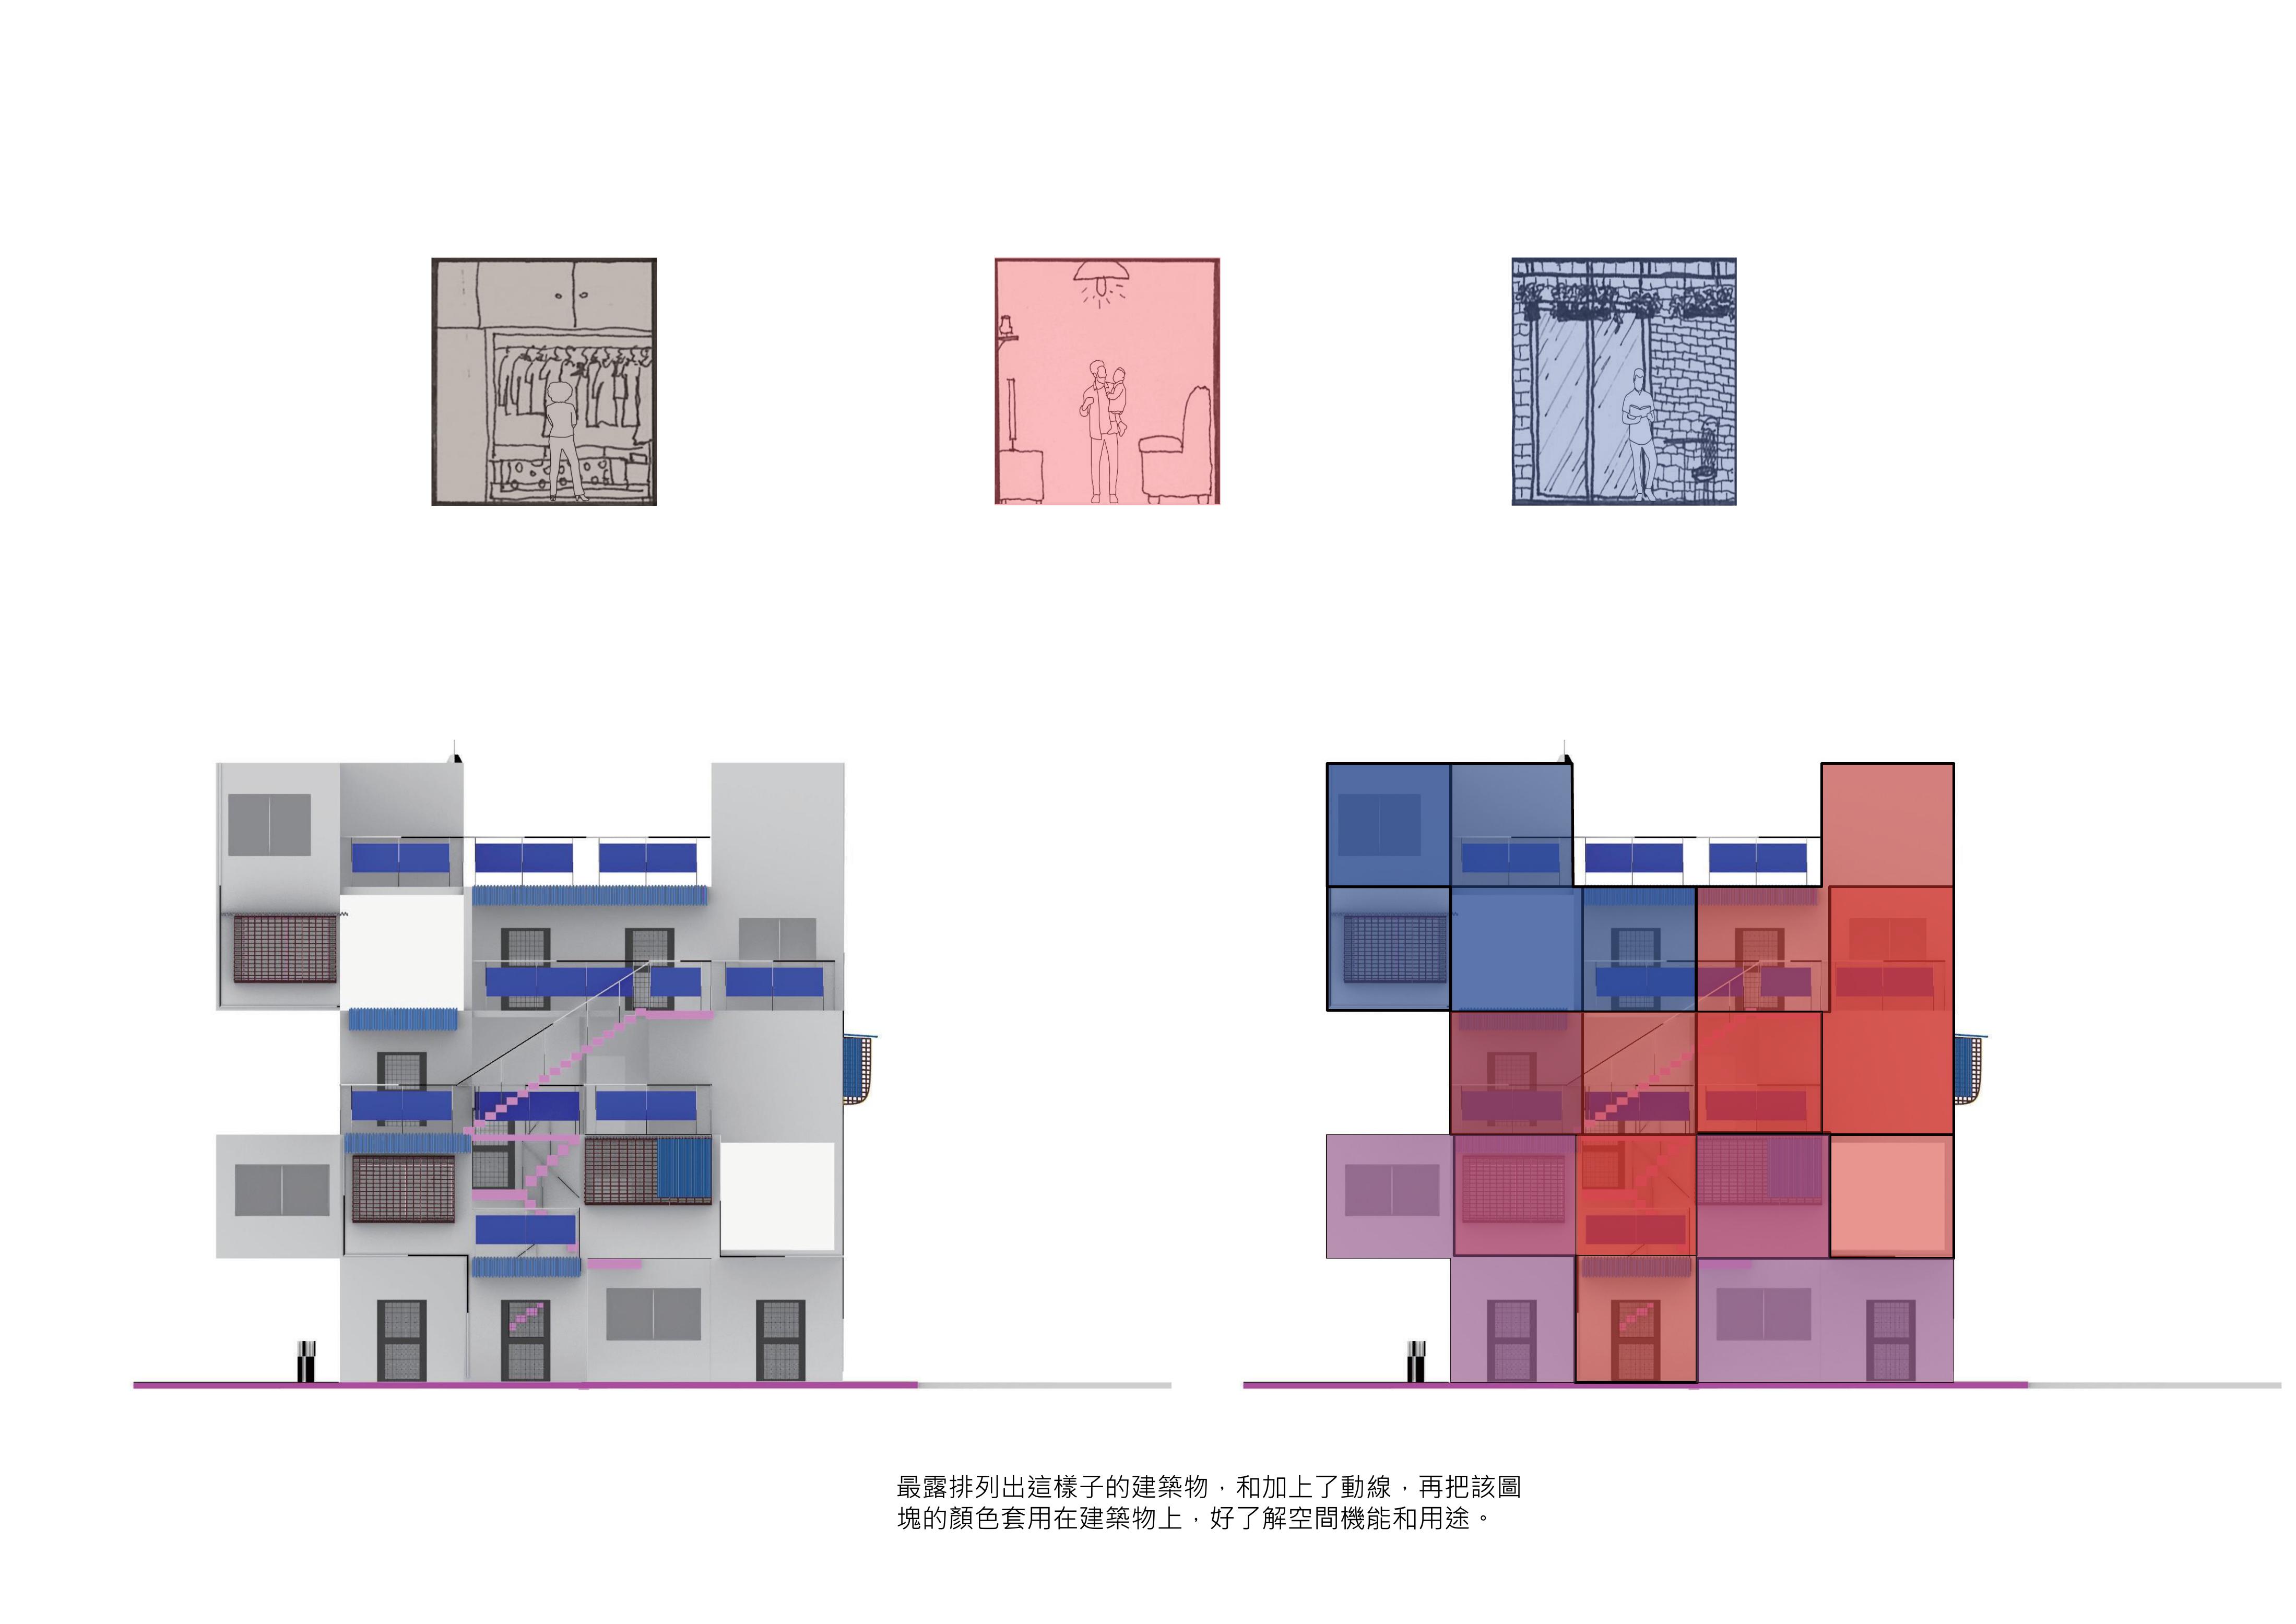 最露排列出這樣子的建築物，和加上了動線，再把該圖
塊的顏色套用在建築物上，好了解空間機能和用途。